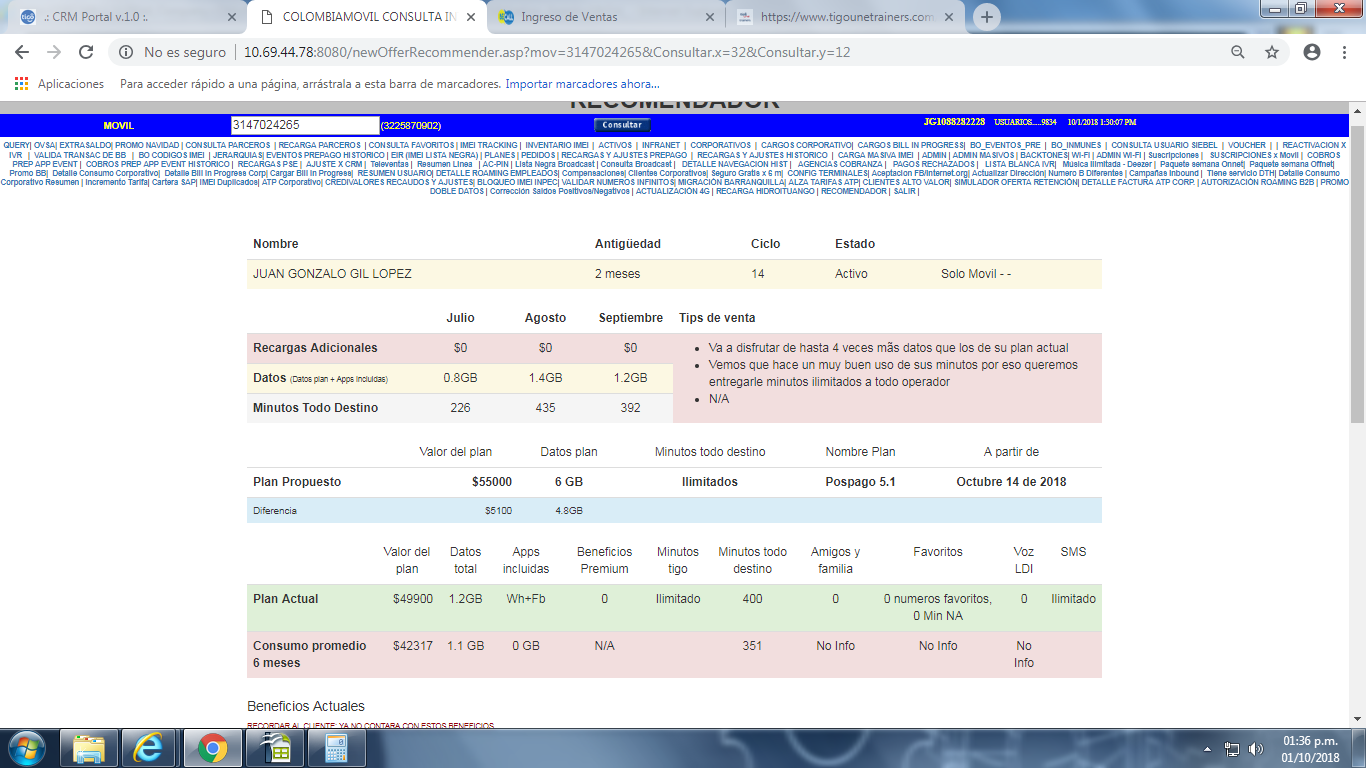 .: CRM Portal v.1.0 :.
COLOMBIAMOVIL CONSULTA IN
Ingreso de Ventas
https://www.tigounetrainers.com
No es seguro | 10.69.44.78:8080/newOfferRecommender.asp?mov=3147024265&Consultar.x=32&Consultar.y=12
Aplicaciones Para acceder rápido a una página, arrástrala a esta barra de marcadores. Importar marcadores ahora...
RECOMENDADOR
MOVIL 3147024265 (3225870902) Consultar JG1088282228 USUARIOS.....9834 10/1/2018 1:30:07 PM
QUERY| OVSA| EXTRASALDO| PROMO NAVIDAD | CONSULTA PARCEROS | RECARGA PARCEROS | CONSULTA FAVORITOS | IMEI TRACKING | INVENTARIO IMEI | ACTIVOS | INFRANET | CORPORATIVOS | CARGOS CORPORATIVO| CARGOS BILL IN PROGRESS| BO_EVENTOS_PRE | BO_INMUNES | CONSULTA USUARIO SIEBEL | VOUCHER | | REACTIVACION X
IVR | VALIDA TRANSAC DE BB | BO CODIGOS IMEI | JERARQUIAS| EVENTOS PREPAGO HISTORICO | EIR (IMEI LISTA NEGRA) | PLANES | PEDIDOS | RECARGAS Y AJUSTES PREPAGO | RECARGAS Y AJUSTES HISTORICO | CARGA MASIVA IMEI | ADMIN | ADMIN MASIVOS | BACKTONES| WI-FI | ADMIN WI-FI | Suscripciones | SUSCRIPCIONES x Movil | COBROS
PREP APP EVENT | COBROS PREP APP EVENT HISTORICO | RECARGAS PSE | AJUSTE X CRM | Televentas | Resumen Linea | AC-PIN | Lista Negra Broadcast | Consulta Broadcast | DETALLE NAVEGACION HIST | AGENCIAS COBRANZA | PAGOS RECHAZADOS | LISTA BLANCA IVR| Música Ilimitada - Deezer | Paquete semana Onnet| Paquete semana Offnet|
Promo BB| Detalle Consumo Corporativo| Detalle Bill In Progress Corp| Cargar Bill In Progress| RESUMEN USUARIO| DETALLE ROAMING EMPLEADOS| Compensaciones| Clientes Corporativos| Seguro Gratis x 6 m| CONFIG TERMINALES| Aceptacion FB/Internet.org| Actualizar Dirección| Numero B Diferentes | Campañas Inbound | Tiene servicio DTH| Detalle Consumo
Corporativo Resumen | Incremento Tarifa| Cartera SAP| IMEI Duplicados| ATP Corporativo| CREDIVALORES RECAUDOS Y AJUSTES| BLOQUEO IMEI INPEC| VALIDAR NUMEROS INFINITOS| MIGRACIÓN BARRANQUILLA| ALZA TARIFAS ATP| CLIENTES ALTO VALOR| SIMULADOR OFERTA RETENCIÓN| DETALLE FACTURA ATP CORP. | AUTORIZACIÓN ROAMING B2B | PROMO
DOBLE DATOS | Corrección Saldos Positivos/Negativos | ACTUALIZACIÓN 4G | RECARGA HIDROITUANGO | RECOMENDADOR | SALIR |
Nombre Antigüedad Ciclo Estado
JUAN GONZALO GIL LOPEZ 2 meses 14 Activo Solo Movil - -
Julio Agosto Septiembre Tips de venta
Recargas Adicionales $0 $0 $0
Datos (Datos plan + Apps incluidas) 0.8GB 1.4GB 1.2GB
Minutos Todo Destino 226 435 392
• Va a disfrutar de hasta 4 veces mãs datos que los de su plan actual
• Vemos que hace un muy buen uso de sus minutos por eso queremos
entregarle minutos ilimitados a todo operador
• N/A
Valor del plan Datos plan Minutos todo destino Nombre Plan A partir de
Plan Propuesto $55000 6 GB Ilimitados Pospago 5.1 Octubre 14 de 2018
Diferencia $5100 4.8GB
Valor del plan Datos total Apps incluidas Beneficios Premium Minutos tigo Minutos todo destino Amigos y familia Favoritos Voz LDI SMS
Plan Actual $49900 1.2GB Wh+Fb 0 Ilimitado 400 0 0 numeros favoritos, 0 Min NA 0 Ilimitado
Consumo promedio 6 meses $42317 1.1 GB 0 GB N/A 351 No Info No Info No Info
Beneficios Actuales
RECORDAR AL CLIENTE: YA NO CONTARA CON ESTOS BENEFICIOS
01:36 p.m.
01/10/2018